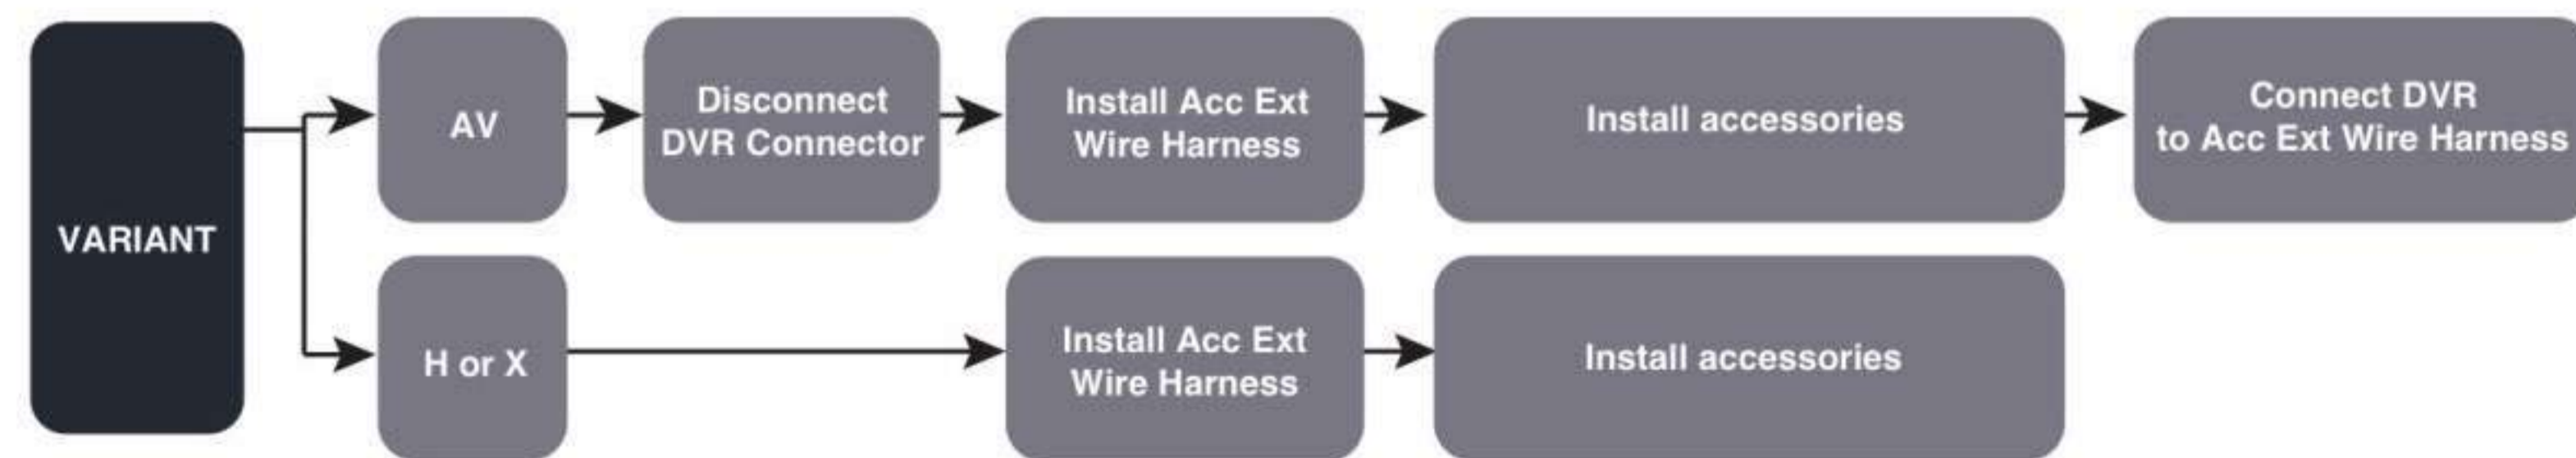 VARIANT
AV
Disconnect
DVR Connector
Install Acc Ext
Wire Harness
Install accessories
Connect DVR
to Acc Ext Wire Harness
H or X
Install Acc Ext
Wire Harness
Install accessories